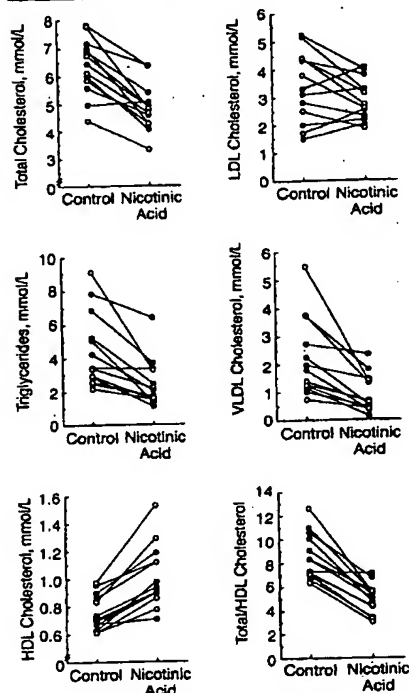 Total Cholesterol, mmol/L
8
7
6
5
4
3
0
Control
Nicotinic
Acid
LDL Cholesterol, mmol/L
6
5
4
3
2
1
0
Control
Nicotinic
Acid
Triglycerides, mmol/L
10
8
6
4
2
0
Control
Nicotinic
Acid
VLDL Cholesterol, mmol/L
6
5
4
3
2
1
0
Control
Nicotinic
Acid
HDL Cholesterol, mmol/L
1.6
1.4
1.2
1.0
0.8
0.6
0
Control
Nicotinic
Acid
Total/HDL Cholesterol
14
12
10
8
6
4
2
0
Control
Nicotinic
Acid